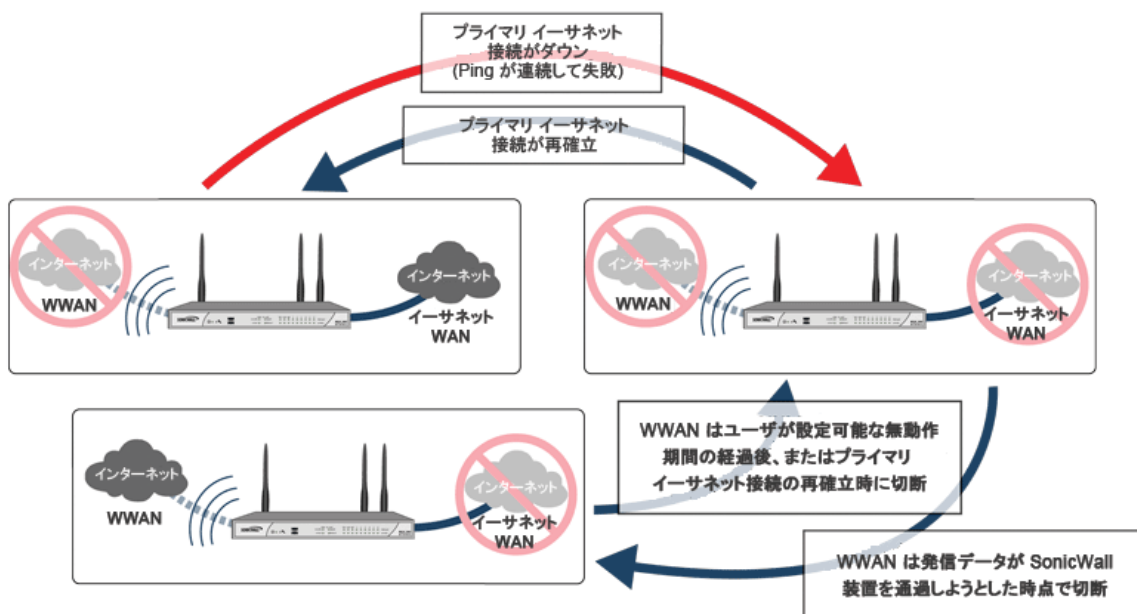 プライマリ イーサネット
接続がダウン
(Ping が連続して失敗)
プライマリ イーサネット
接続が再確立
インターネット
WWAN
インターネット
イーサネット
WAN
インターネット
WWAN
インターネット
イーサネット
WAN
インターネット
WWAN
インターネット
イーサネット
WAN
WWAN はユーザが設定可能な無動作
期間の経過後、またはプライマリ
イーサネット接続の再確立時に切断
WWAN は発信データが SonicWall
装置を通過しようとした時点で切断